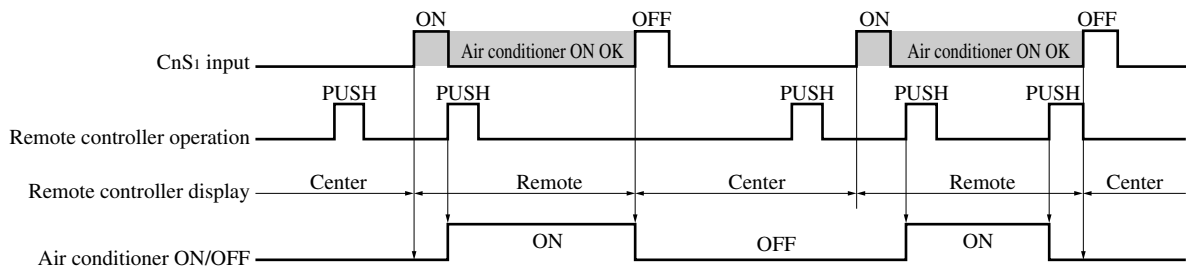 ON OFF ON OFF
CnS₁ input Air conditioner ON OK Air conditioner ON OK
PUSH PUSH PUSH PUSH PUSH
Remote controller operation
Remote controller display Center Remote Center Remote Center
Air conditioner ON/OFF ON OFF ON